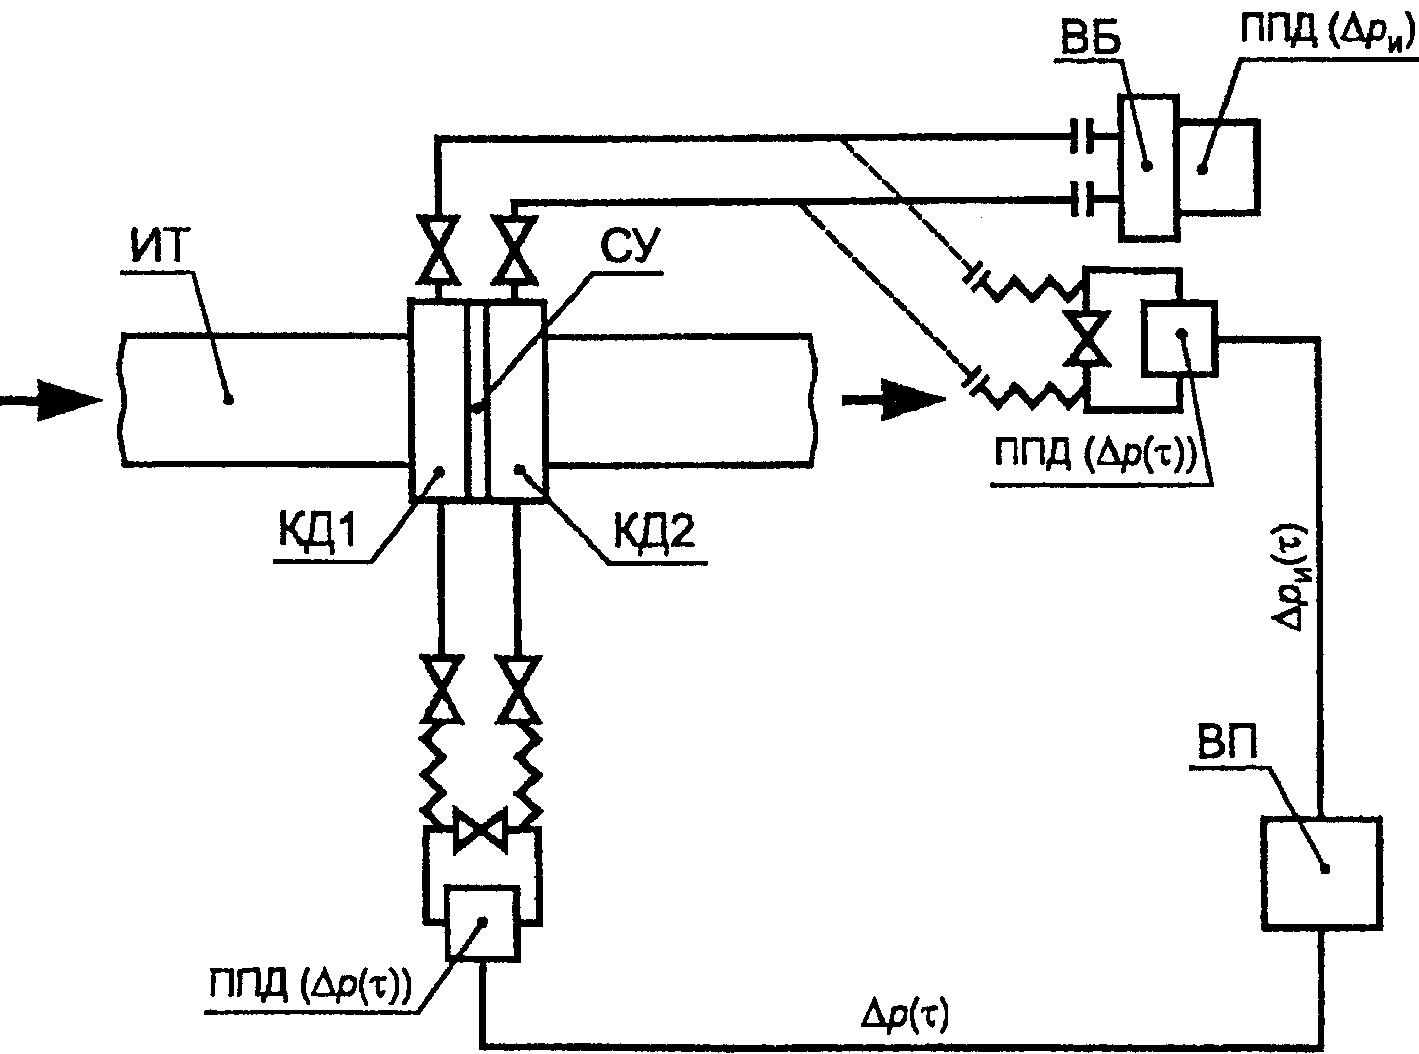 ВБ
ППД (Δpи)
ИТ
СУ
ППД (Δp(τ))
КД1
КД2
Δpи(τ)
ВП
ППД (Δp(τ))
Δp(τ)